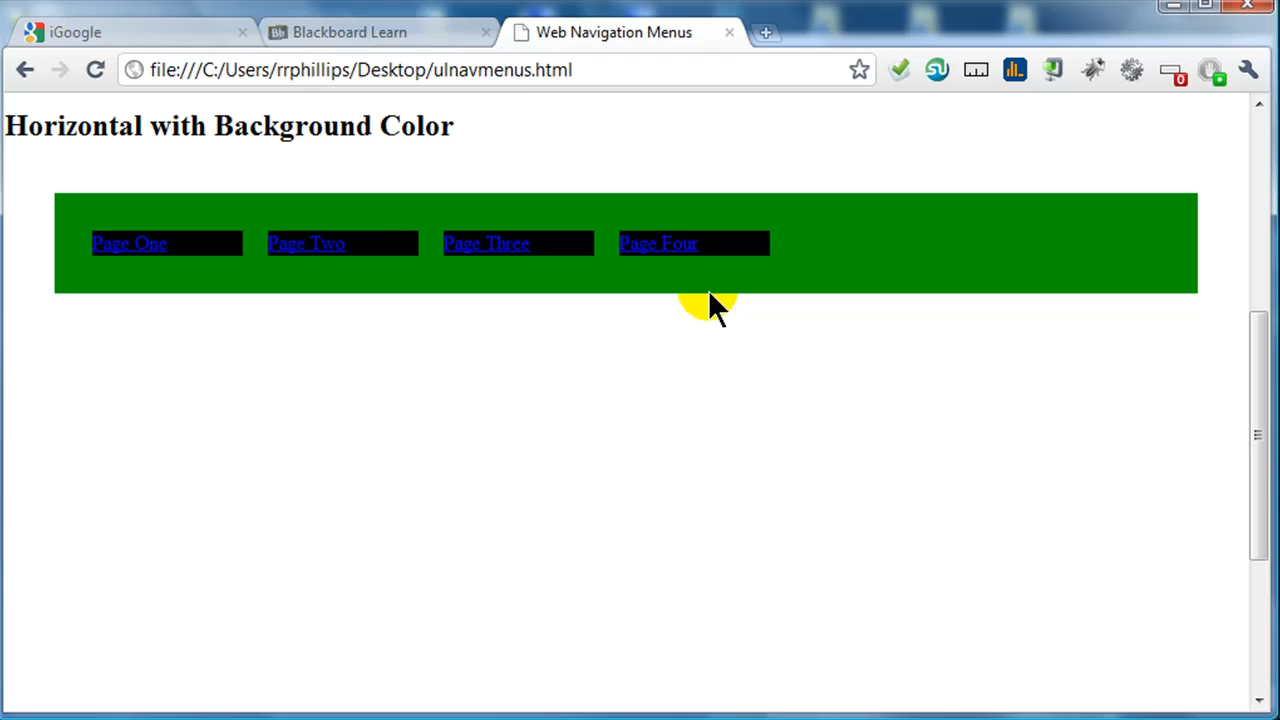 iGoogle
Blackboard Learn
Web Navigation Menus
file:///C:/Users/rrphillips/Desktop/ulnavmenus.html
0
Horizontal with Background Color
Page One
Page Two
Page Three
Page Four